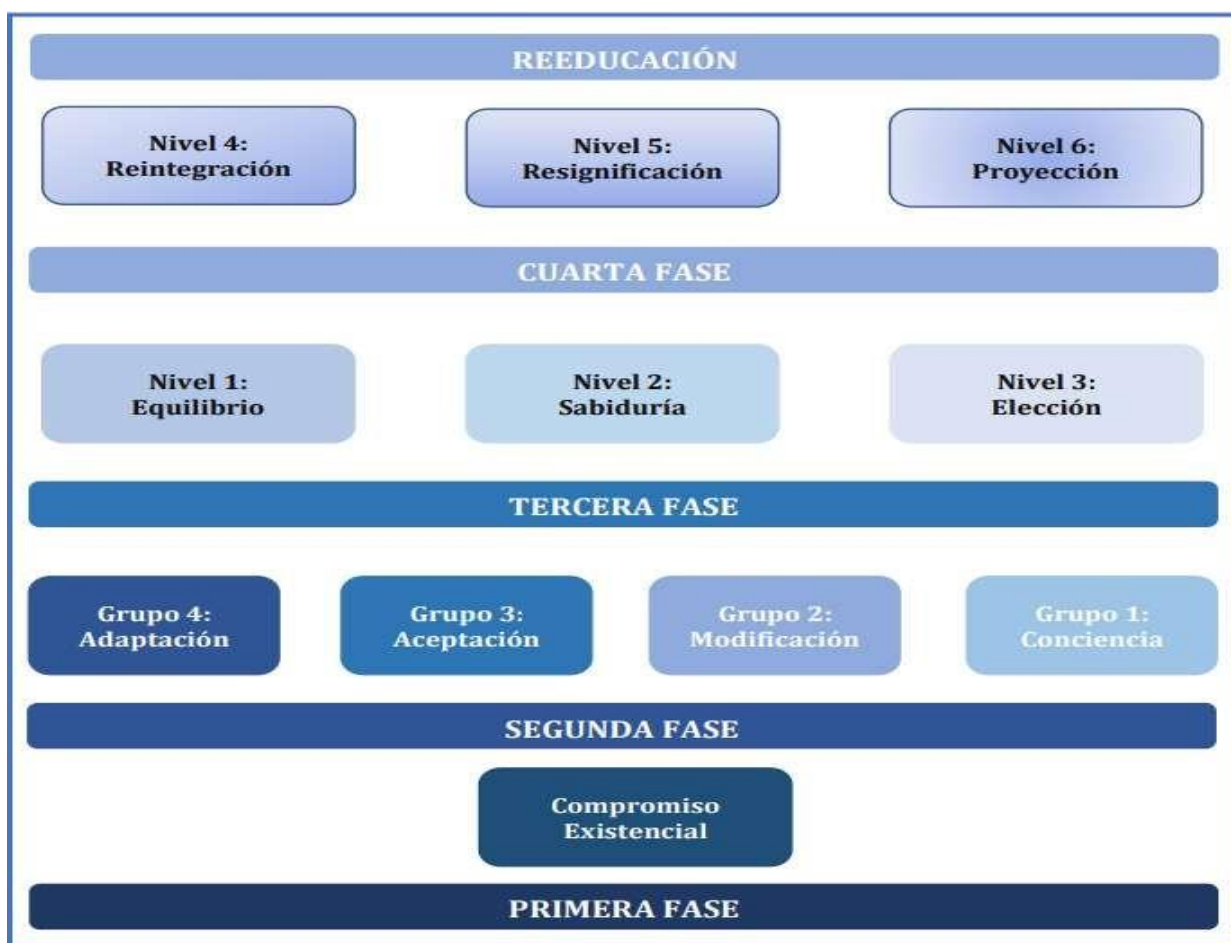 REEDUCACIÓN
Nivel 4:
Reintegración
Nivel 5:
Resignificación
Nivel 6:
Proyección
CUARTA FASE
Nivel 1:
Equilibrio
Nivel 2:
Sabiduría
Nivel 3:
Elección
TERCERA FASE
Grupo 4:
Adaptación
Grupo 3:
Aceptación
Grupo 2:
Modificación
Grupo 1:
Conciencia
SEGUNDA FASE
Compromiso
Existencial
PRIMERA FASE